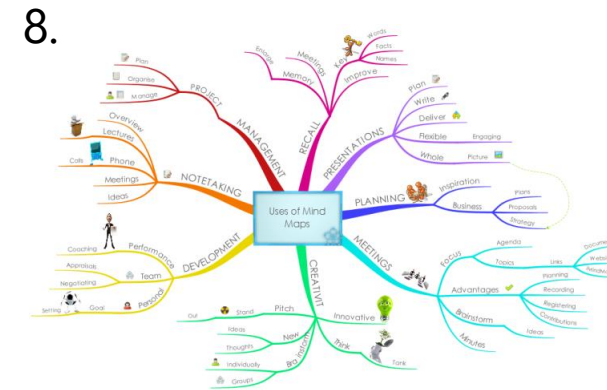 8.
Uses of Mind
Maps
PROJECT
MANAGEMENT
Plan
Organise
Manage
RECALL
Enlarge
Memory
Meetings
Key
Words
Facts
Names
Improve
PRESENTATIONS
Plan
Write
Deliver
Flexible
Engaging
Whole
Picture
PLANNING
Inspiration
Business
Plans
Proposals
Strategy
MEETINGS
Focus
Agenda
Topics
Links
Advantages
Planning
Recording
Registering
Contributions
Brainstorm
Ideas
Minutes
CREATIVIT
Innovative
Think
Tank
Pitch
Stand
Out
New
Ideas
Thoughts
Individually
Groups
DEVELOPMENT
Performance
Coaching
Team
Appraisals
Negotiating
Personal
Goal
Setting
NOTETAKING
Overview
Lectures
Phone
Calls
Meetings
Ideas